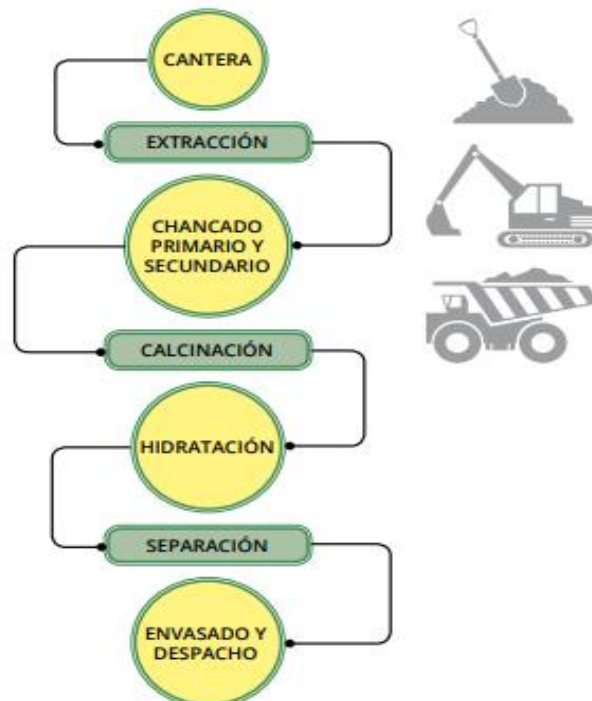 CANTERA
EXTRACCIÓN
CHANCADO
PRIMARIO Y
SECUNDARIO
CALCINACIÓN
HIDRATACIÓN
SEPARACIÓN
ENVASADO Y
DESPACHO